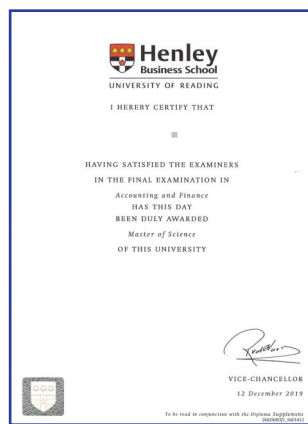 Henley
Business School
UNIVERSITY OF READING
I HEREBY CERTIFY THAT
HAVING SATISFIED THE EXAMINERS
IN THE FINAL EXAMINATION IN
Accounting and Finance
HAS THIS DAY
BEEN DULY AWARDED
Master of Science
OF THIS UNIVERSITY
VICE-CHANCELLOR
12 December 2019
To be read in conjunction with the Diploma Supplement